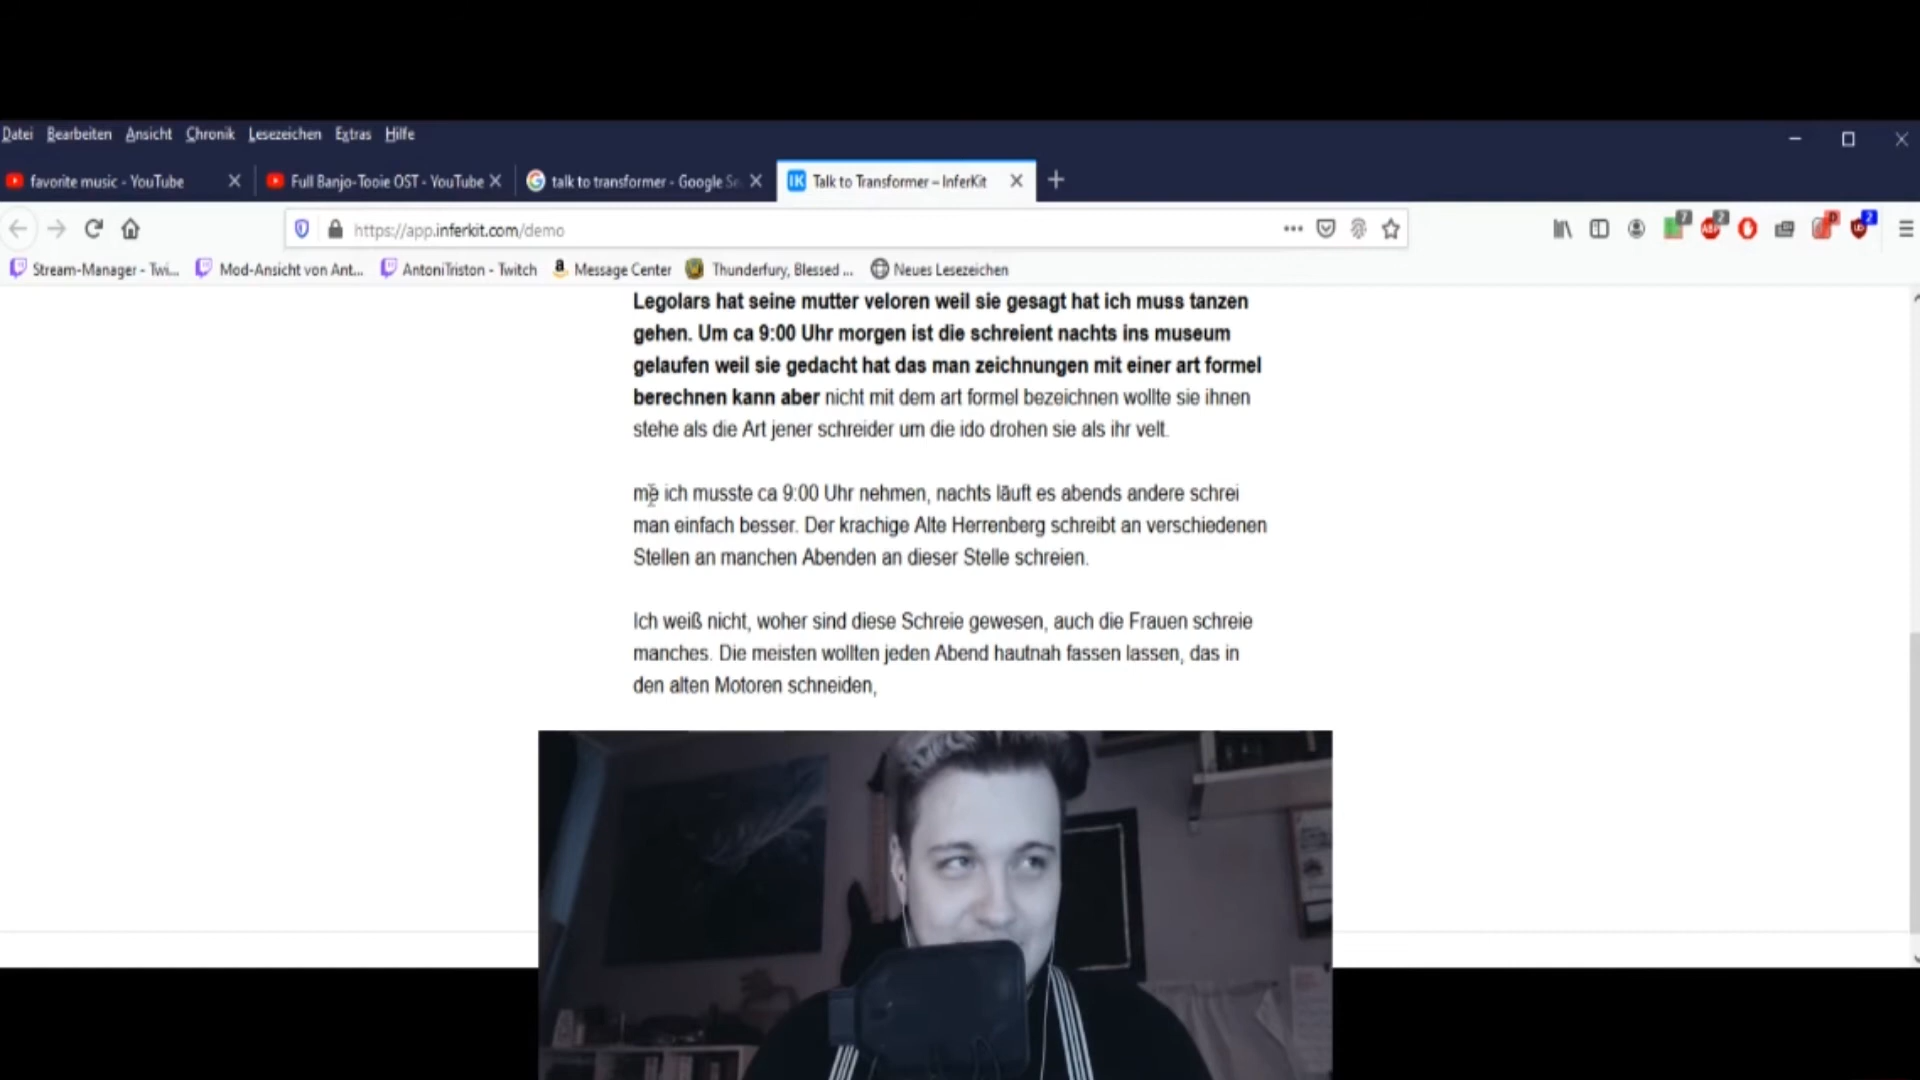 Datei Bearbeiten Ansicht Chronik Lesezeichen Extras Hilfe
favorite music - YouTube
Full Banjo-Tooie OST - YouTube
talk to transformer - Google Se
Talk to Transformer – InferKit
https://app.inferkit.com/demo
Stream-Manager - Twi...
Mod-Ansicht von Ant...
AntoniTriston - Twitch
Message Center
Thunderfury, Blessed ...
Neues Lesezeichen
Legolars hat seine mutter veloren weil sie gesagt hat ich muss tanzen
gehen. Um ca 9:00 Uhr morgen ist die schreient nachts ins museum
gelaufen weil sie gedacht hat das man zeichnungen mit einer art formel
berechnen kann aber nicht mit dem art formel bezeichnen wollte sie ihnen
stehe als die Art jener schreider um die ido drohen sie als ihr velt.
me ich musste ca 9:00 Uhr nehmen, nachts läuft es abends andere schrei
man einfach besser. Der krachige Alte Herrenberg schreibt an verschiedenen
Stellen an manchen Abenden an dieser Stelle schreien.
Ich weiß nicht, woher sind diese Schreie gewesen, auch die Frauen schreie
manches. Die meisten wollten jeden Abend hautnah fassen lassen, das in
den alten Motoren schneiden,